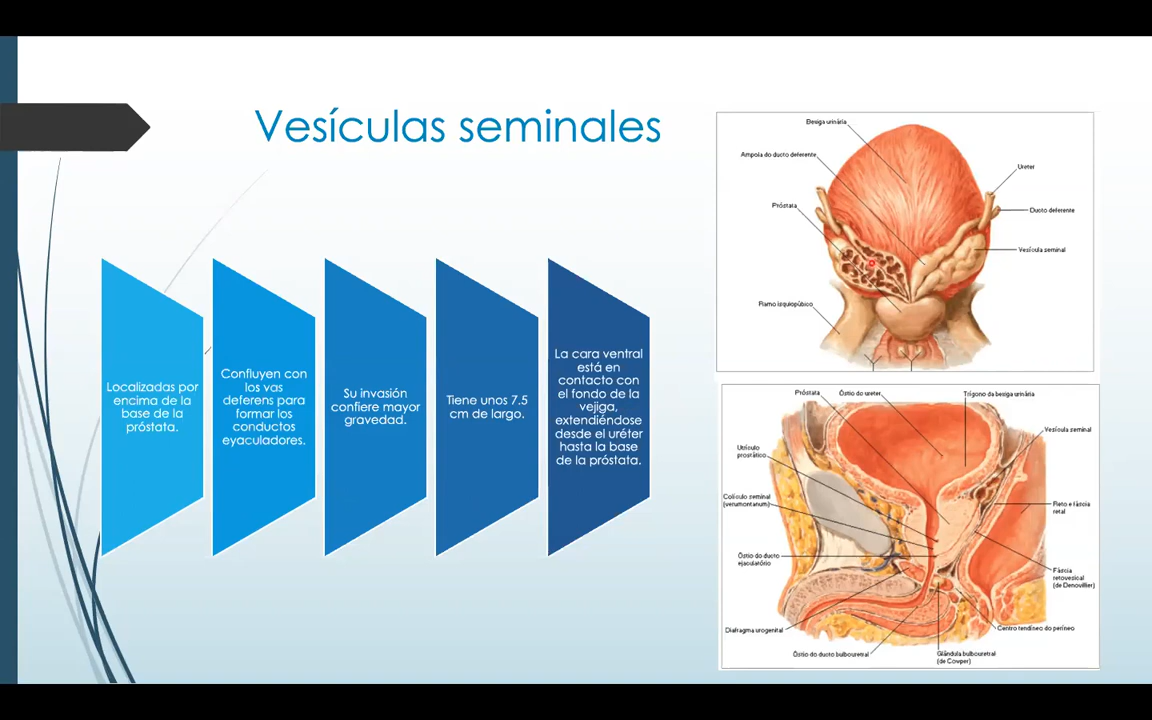 Vesículas seminales
Localizadas por
encima de la
base de la
próstata.
Confluyen con
los vas
deferens para
formar los
conductos
eyaculadores.
Su invasión
confiere mayor
gravedad.
Tiene unos 7.5
cm de largo.
La cara ventral
está en
contacto con
el fondo de la
vejiga,
extendiéndose
desde el uréter
hasta la base
de la próstata.
Bexiga urinária
Ampola do ducto deferente
Ureter
Próstata
Ducto deferente
Vesícula seminal
Ramo isquiopúbico
Próstata
Óstio do ureter
Trígono da bexiga urinária
Vesícula seminal
Utrículo
prostático
Colículo seminal
(verumontanum)
Reto e fáscia
retal
Óstio do ducto
ejaculatório
Fáscia
retovesical
(de Denovillier)
Diafragma urogenital
Centro tendíneo do períneo
Óstio do ducto bulbouretral
Glândula bulbouretral
(de Cowper)